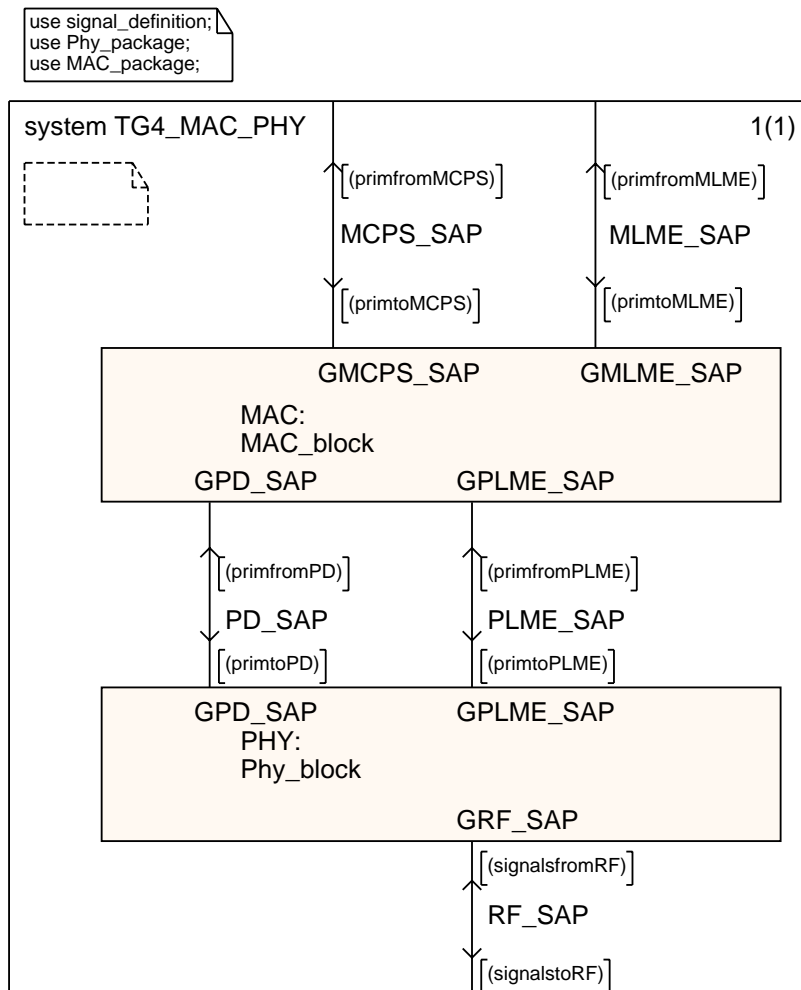 use signal_definition;
use Phy_package;
use MAC_package;
system TG4_MAC_PHY 1(1)
(primfromMCPS) (primfromMLME)
MCPS_SAP MLME_SAP
(primtoMCPS) (primtoMLME)
GMCPS_SAP GMLME_SAP
MAC:
MAC_block
GPD_SAP GPLME_SAP
(primfromPD) (primfromPLME)
PD_SAP PLME_SAP
(primtoPD) (primtoPLME)
GPD_SAP GPLME_SAP
PHY:
Phy_block
GRF_SAP
(signalsfromRF)
RF_SAP
(signalstoRF)